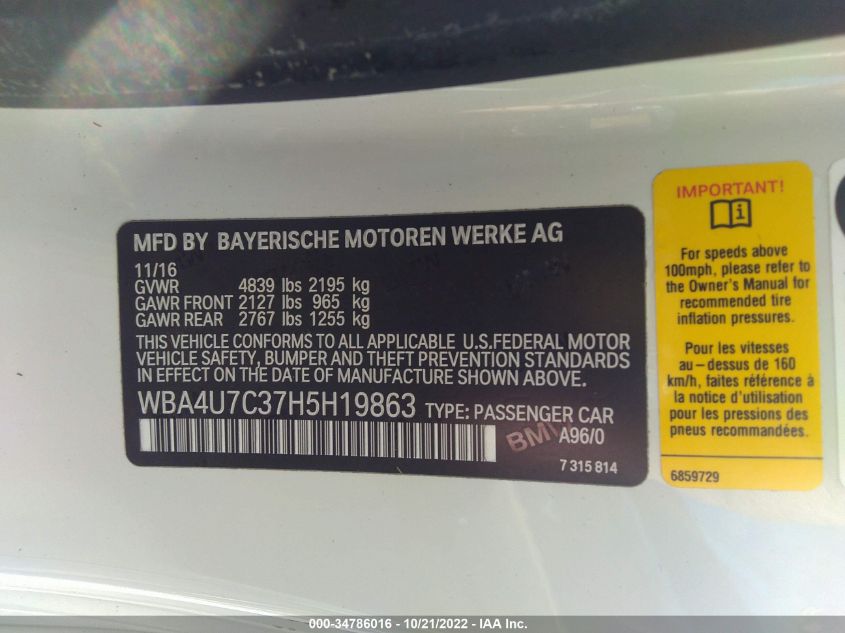 MFD BY BAYERISCHE MOTOREN WERKE AG
11/16
GVWR 4839 lbs 2195 kg
GAWR FRONT 2127 lbs 965 kg
GAWR REAR 2767 lbs 1255 kg
THIS VEHICLE CONFORMS TO ALL APPLICABLE U.S.FEDERAL MOTOR
VEHICLE SAFETY, BUMPER AND THEFT PREVENTION STANDARDS
IN EFFECT ON THE DATE OF MANUFACTURE SHOWN ABOVE.
WBA4U7C37H5H19863 TYPE: PASSENGER CAR
BMW A96/0
7 315 814
IMPORTANT!
i
For speeds above
100mph, please refer to
the Owner's Manual for
recommended tire
inflation pressures.
Pour les vitesses
au-dessus de 160
km/h, faites référence à
la notice d'utilisation
pour les pressions des
pneus recommandées.
6859729
000-34786016 - 10/21/2022 - IAA Inc.